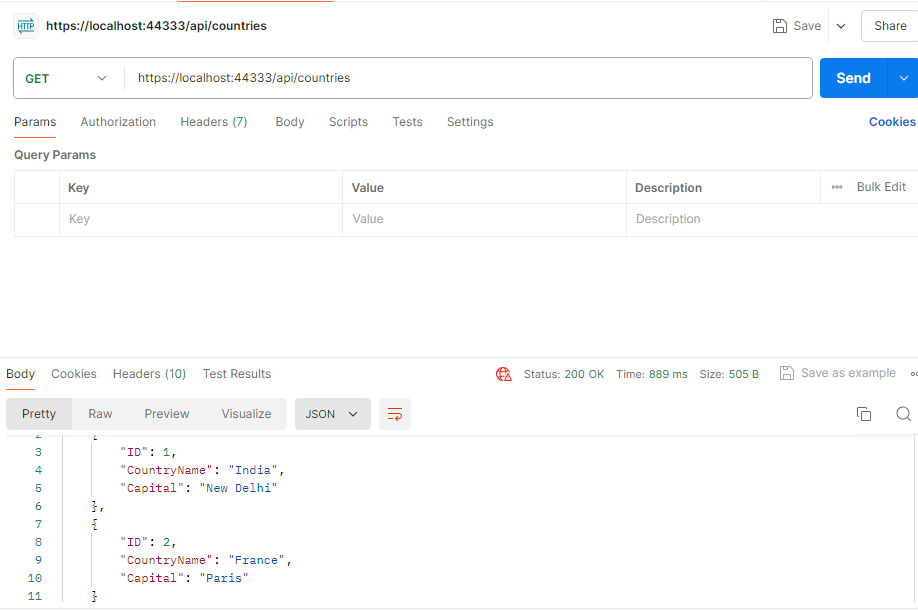 HTTP https://localhost:44333/api/countries Save Share
GET https://localhost:44333/api/countries Send
Params Authorization Headers (7) Body Scripts Tests Settings Cookies
Query Params
Key Value Description Bulk Edit
Key Value Description
Body Cookies Headers (10) Test Results Status: 200 OK Time: 889 ms Size: 505 B Save as example
Pretty Raw Preview Visualize JSON
2 {
3 "ID": 1,
4 "CountryName": "India",
5 "Capital": "New Delhi"
6 },
7 {
8 "ID": 2,
9 "CountryName": "France",
10 "Capital": "Paris"
11 }